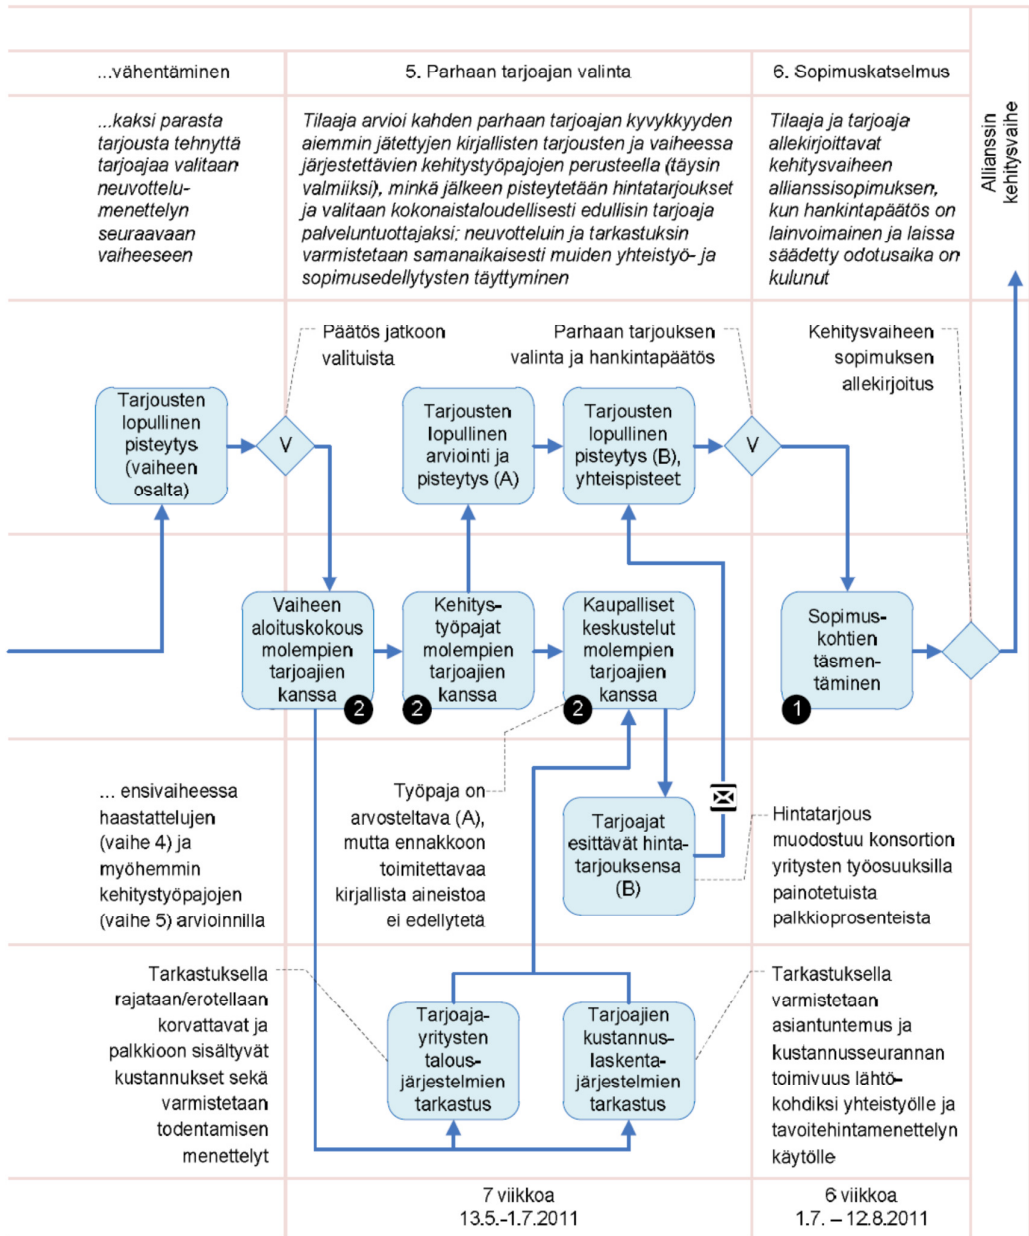 ...vähentäminen
5. Parhaan tarjoajan valinta
6. Sopimuskatselmus
Allianssin
kehitysvaihe
...kaksi parasta
tarjousta tehnyttä
tarjoajaa valitaan
neuvottelu-
menettelyn
seuraavaan
vaiheeseen
Tilaaja arvioi kahden parhaan tarjoajan kyvykkyyden
aiemmin jätettyjen kirjallisten tarjousten ja vaiheessa
järjestettävien kehitystyöpajojen perusteella (täysin
valmiiksi), minkä jälkeen pisteytetään hintatarjoukset
ja valitaan kokonaistaloudellisesti edullisin tarjoaja
palveluntuottajaksi; neuvotteluin ja tarkastuksin
varmistetaan samanaikaisesti muiden yhteistyö- ja
sopimusedellytysten täyttyminen
Tilaaja ja tarjoaja
allekirjoittavat
kehitysvaiheen
allianssisopimuksen,
kun hankintapäätös on
lainvoimainen ja laissa
säädetty odotusaika on
kulunut
Päätös jatkoon
valituista
Parhaan tarjouksen
valinta ja hankintapäätös
Kehitysvaiheen
sopimuksen
allekirjoitus
Tarjousten
lopullinen
pisteytys
(vaiheen
osalta)
V
Tarjousten
lopullinen
arviointi ja
pisteytys (A)
Tarjousten
lopullinen
pisteytys (B),
yhteispisteet
V
Vaiheen
aloituskokous
molempien
tarjoajien
kanssa
2
Kehitys-
työpajat
molempien
tarjoajien
kanssa
2
Kaupalliset
keskustelut
molempien
tarjoajien
kanssa
2
Sopimus-
kohtien
täsmen-
täminen
1
... ensivaiheessa
haastattelujen
(vaihe 4) ja
myöhemmin
kehitystyöpajojen
(vaihe 5) arvioinnilla
Työpaja on
arvosteltava (A),
mutta ennakkoon
toimitettavaa
kirjallista aineistoa
ei edellytetä
Tarjoajat
esittävät hinta-
tarjouksensa
(B)
Hintatarjous
muodostuu konsortion
yritysten työosuuksilla
painotetuista
palkkioprosenteista
Tarkastuksella
rajataan/erotellaan
korvattavat ja
palkkioon sisältyvät
kustannukset sekä
varmistetaan
todentamisen
menettelyt
Tarjoaja-
yritysten
talous-
järjestelmien
tarkastus
Tarjoajien
kustannus-
laskenta-
järjestelmien
tarkastus
Tarkastuksella
varmistetaan
asiantuntemus ja
kustannusseurannan
toimivuus lähtö-
kohdiksi yhteistyölle ja
tavoitehintamenettelyn
käytölle
7 viikkoa
13.5.-1.7.2011
6 viikkoa
1.7. – 12.8.2011